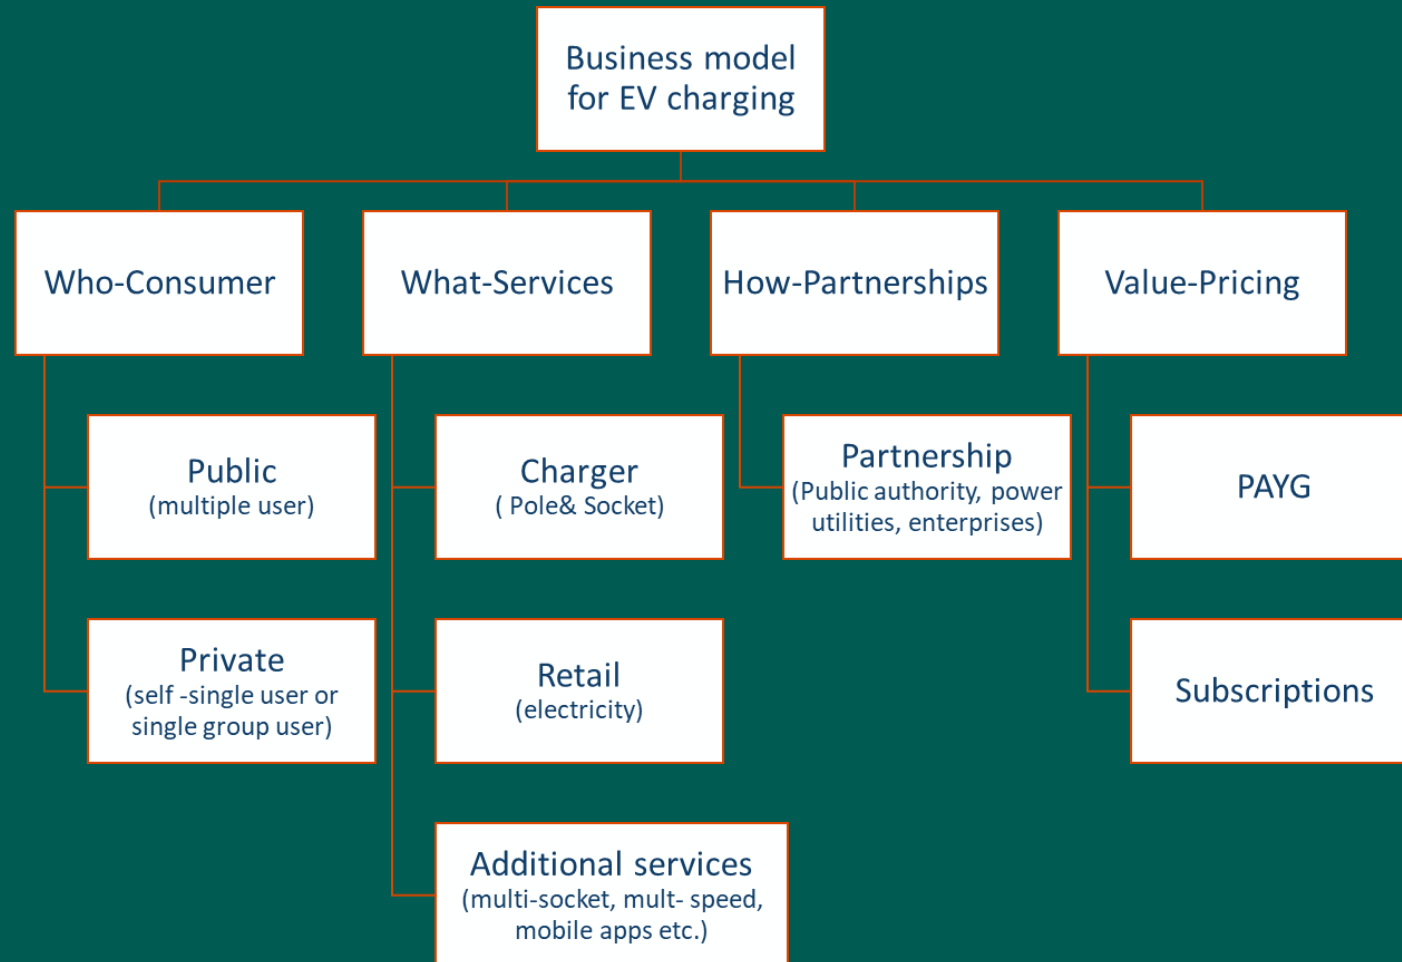 Business model
for EV charging
Who-Consumer
What-Services
How-Partnerships
Value-Pricing
Public
(multiple user)
Charger
( Pole& Socket)
Partnership
(Public authority, power
utilities, enterprises)
PAYG
Private
(self -single user or
single group user)
Retail
(electricity)
Subscriptions
Additional services
(multi-socket, mult- speed,
mobile apps etc.)